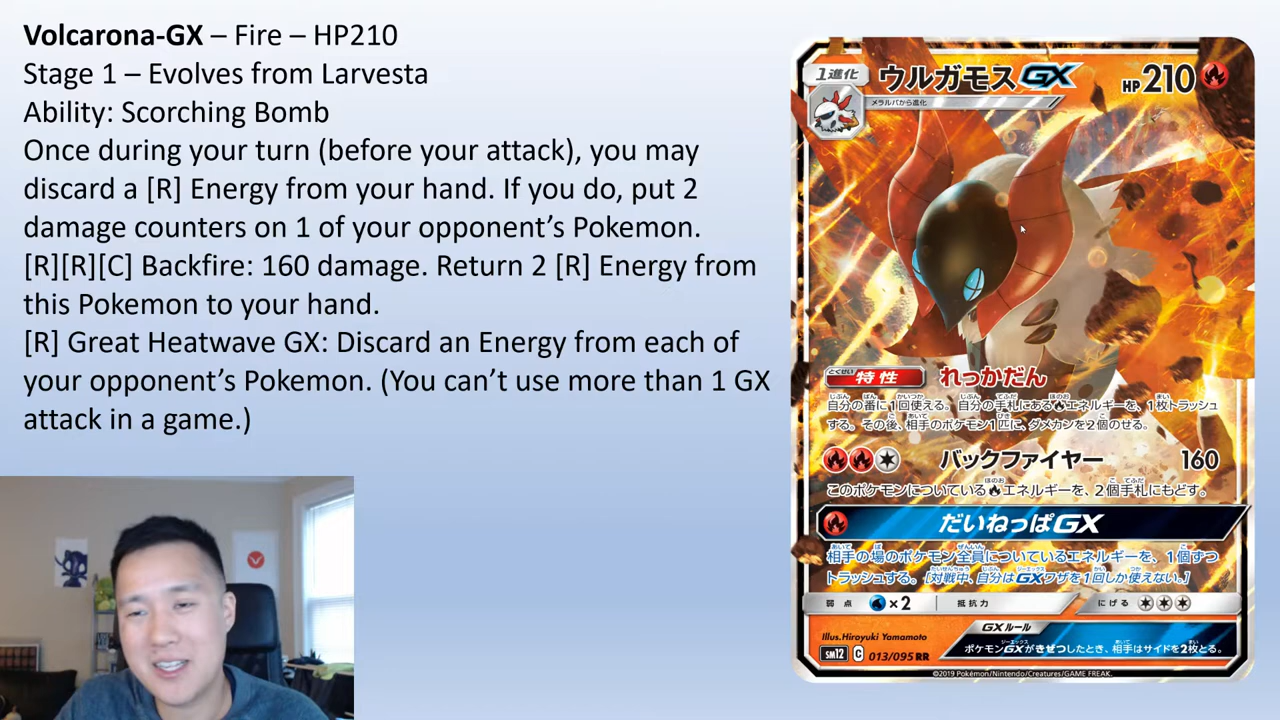 Volcarona-GX – Fire – HP210
Stage 1 – Evolves from Larvesta
Ability: Scorching Bomb
Once during your turn (before your attack), you may
discard a [R] Energy from your hand. If you do, put 2
damage counters on 1 of your opponent’s Pokemon.
[R][R][C] Backfire: 160 damage. Return 2 [R] Energy from
this Pokemon to your hand.
[R] Great Heatwave GX: Discard an Energy from each of
your opponent’s Pokemon. (You can’t use more than 1 GX
attack in a game.)
1進化 ウルガモスGX HP210
メラルバから進化
特性 れっかだん
自分の番に1回使える。自分の手札にあるエネルギーを、1枚トラッシュ
する。その後、相手のポケモン1匹に、ダメカンを2個のせる。
バックファイヤー 160
このポケモンについているエネルギーを、2個手札にもどす。
だいねっぱGX
相手の場のポケモン全員についているエネルギーを、1個ずつ
トラッシュする。[対戦中、自分はGXワザを1回しか使えない。]
弱点 ×2 抵抗力 にげる
Illus.Hiroyuki Yamamoto
GXルール
ポケモンGXがきぜつしたとき、相手はサイドを2枚とる。
sm12 C 013/095 RR
©2019 Pokémon/Nintendo/Creatures/GAME FREAK.